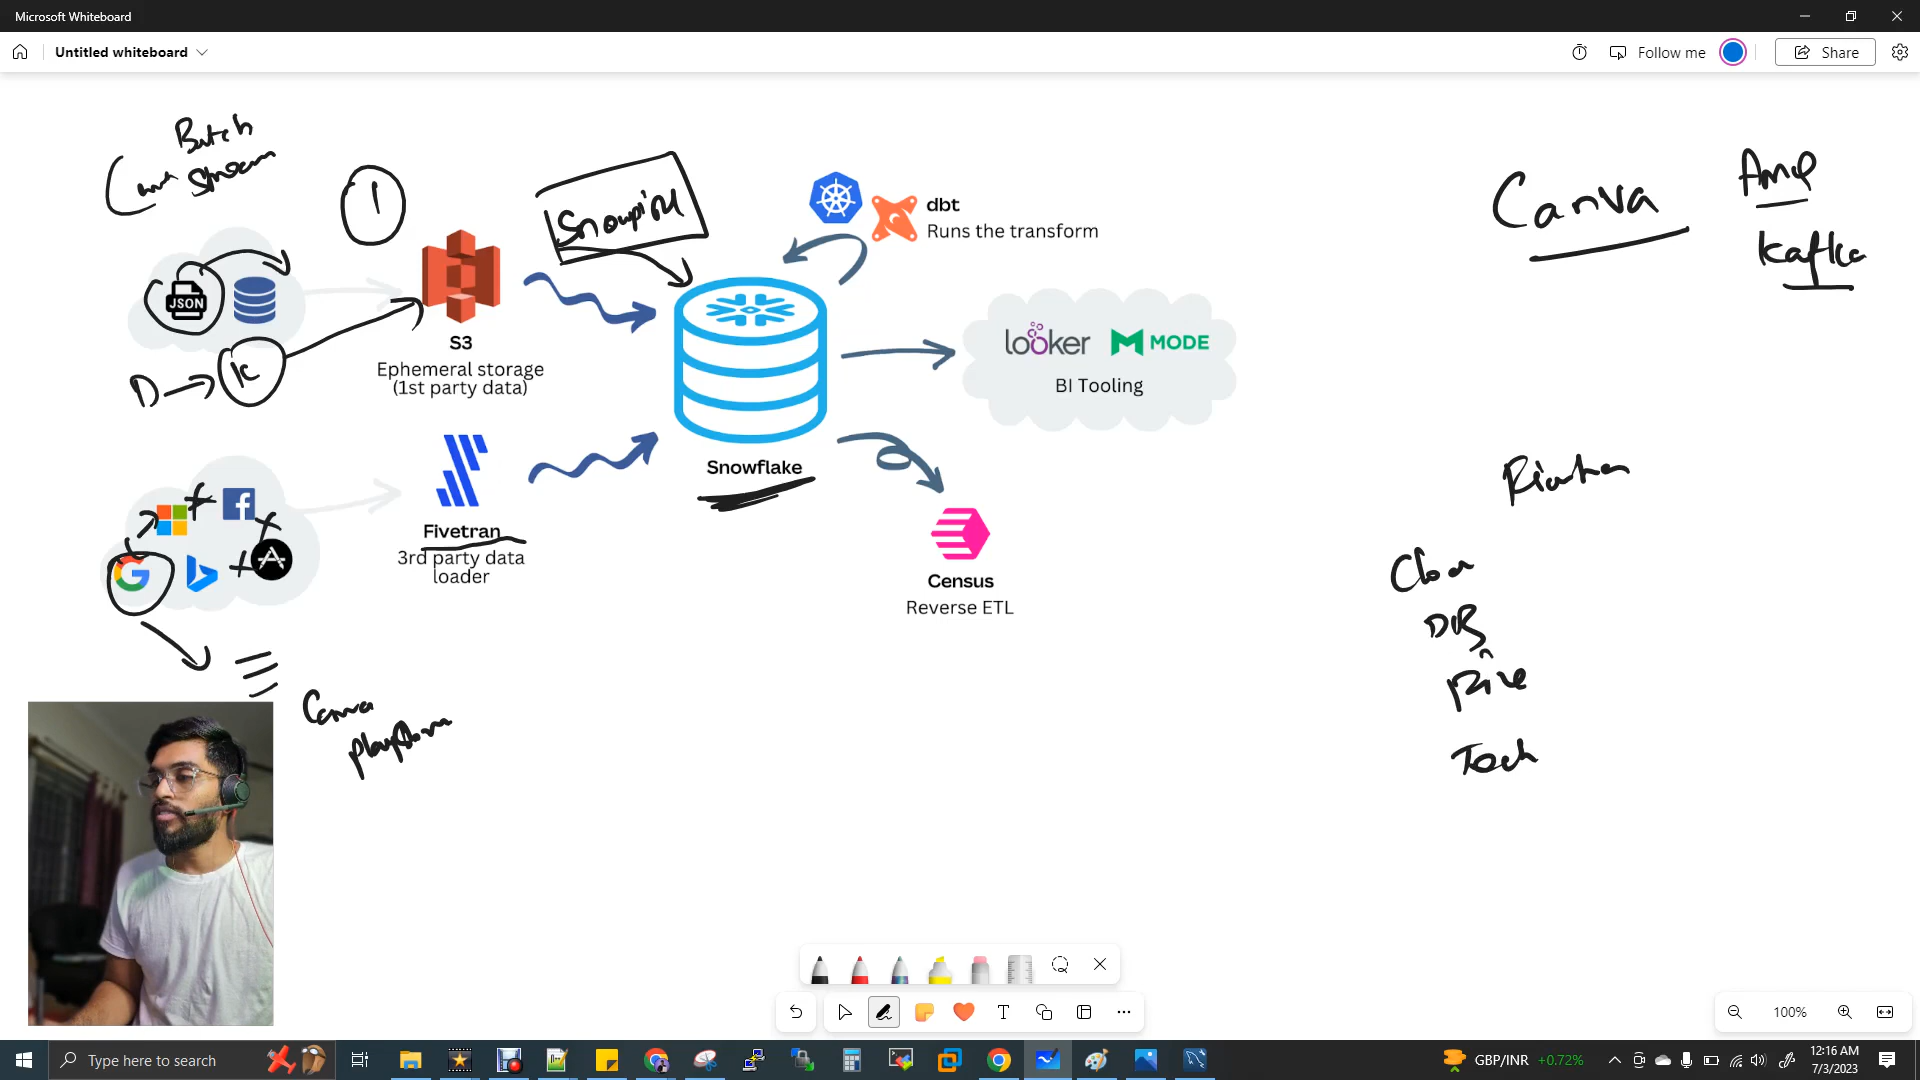 Microsoft Whiteboard
Untitled whiteboard
Follow me
Share
Batch
Stream
1
Canva
Kafka
JSON
D
K
S3
Ephemeral storage
(1st party data)
dbt
Runs the transform
looker
MODE
BI Tooling
Snowflake
Fivetran
3rd party data
loader
Census
Reverse ETL
Canva
platform
Tech
100%
Type here to search
GBP/INR +0.72%
12:16 AM
7/3/2023